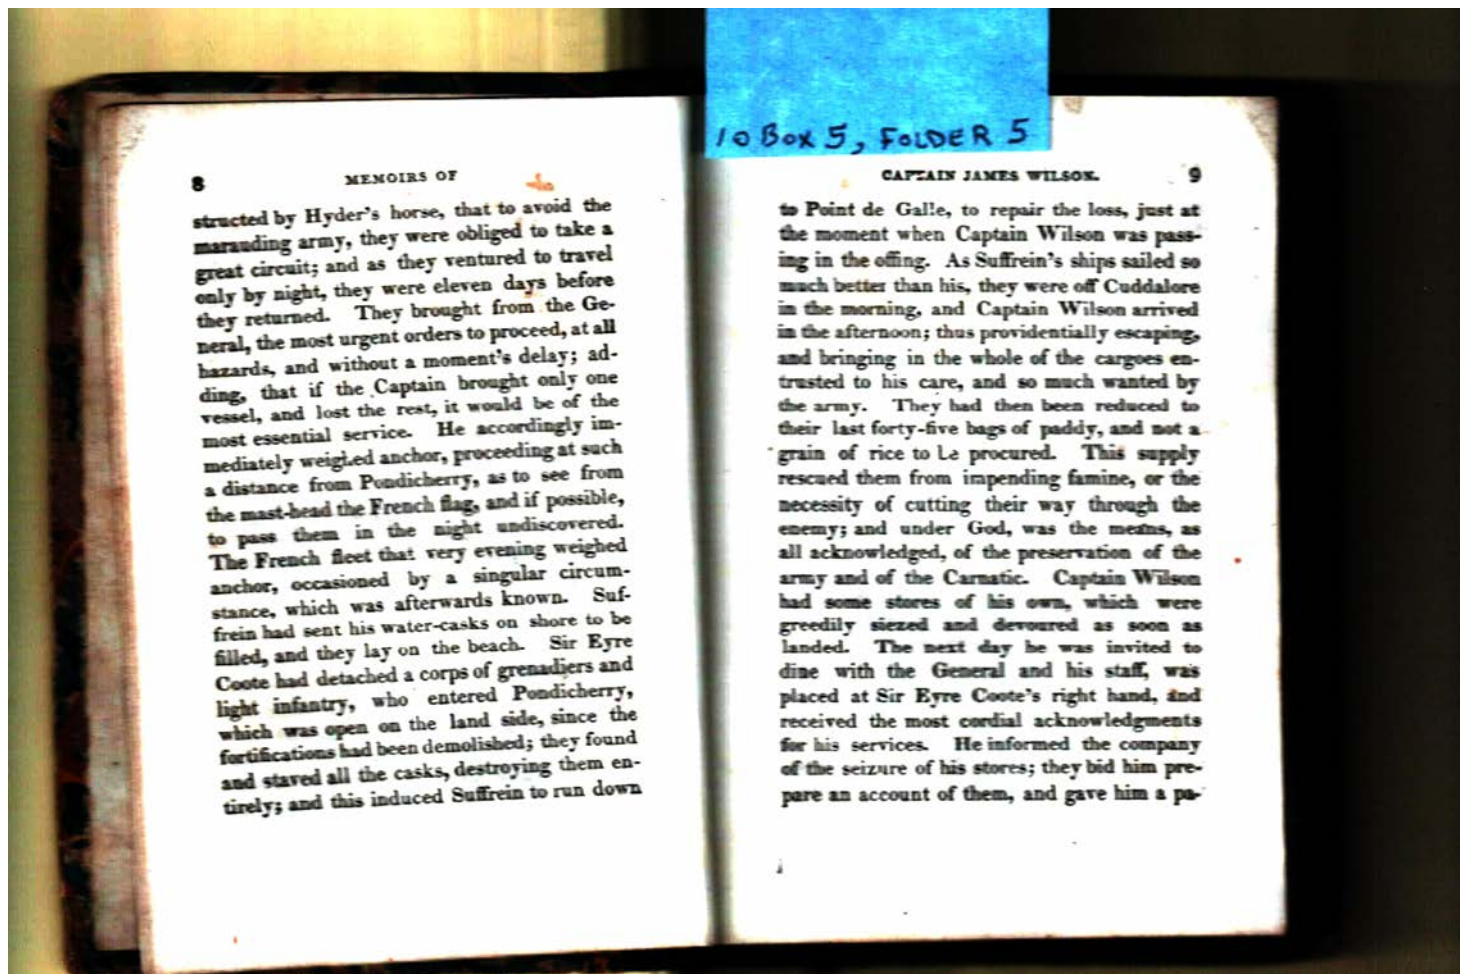 10 Box 5, FOLDER 5
8 MEMOIRS OF
structed by Hyder's horse, that to avoid the
marauding army, they were obliged to take a
great circuit; and as they ventured to travel
only by night, they were eleven days before
they returned. They brought from the Ge-
neral, the most urgent orders to proceed, at all
hazards, and without a moment's delay; ad-
ding, that if the Captain brought only one
vessel, and lost the rest, it would be of the
most essential service. He accordingly im-
mediately weighed anchor, proceeding at such
a distance from Pondicherry, as to see from
the mast-head the French flag, and if possible,
to pass them in the night undiscovered.
The French fleet that very evening weighed
anchor, occasioned by a singular circum-
stance, which was afterwards known. Suf-
frein had sent his water-casks on shore to be
filled, and they lay on the beach. Sir Eyre
Coote had detached a corps of grenadiers and
light infantry, who entered Pondicherry,
which was open on the land side, since the
fortifications had been demolished; they found
and staved all the casks, destroying them en-
tirely; and this induced Suffrein to run down
CAPTAIN JAMES WILSON. 9
to Point de Galle, to repair the loss, just at
the moment when Captain Wilson was pass-
ing in the offing. As Suffrein's ships sailed so
much better than his, they were off Cuddalore
in the morning, and Captain Wilson arrived
in the afternoon; thus providentially escaping,
and bringing in the whole of the cargoes en-
trusted to his care, and so much wanted by
the army. They had then been reduced to
their last forty-five bags of paddy, and not a
grain of rice to be procured. This supply
rescued them from impending famine, or the
necessity of cutting their way through the
enemy; and under God, was the means, as
all acknowledged, of the preservation of the
army and of the Carnatic. Captain Wilson
had some stores of his own, which were
greedily siezed and devoured as soon as
landed. The next day he was invited to
dine with the General and his staff, was
placed at Sir Eyre Coote's right hand, and
received the most cordial acknowledgments
for his services. He informed the company
of the seizure of his stores; they bid him pre-
pare an account of them, and gave him a pa-